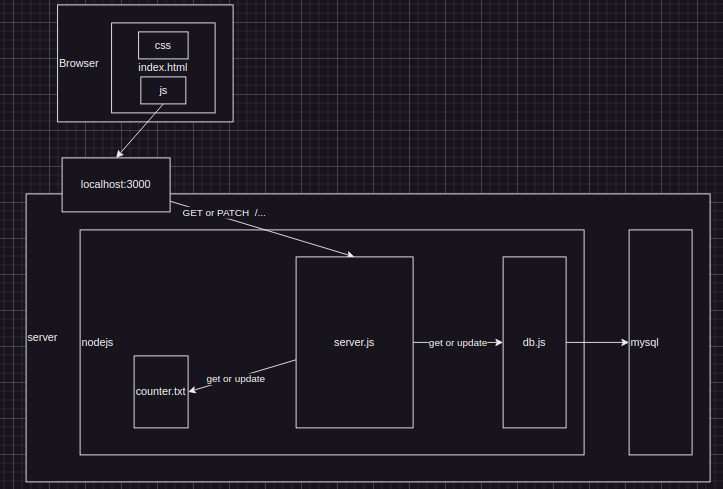 css
Browser
index.html
js
localhost:3000
GET or PATCH /...
server
nodejs
server.js
get or update
db.js
mysql
get or update
counter.txt